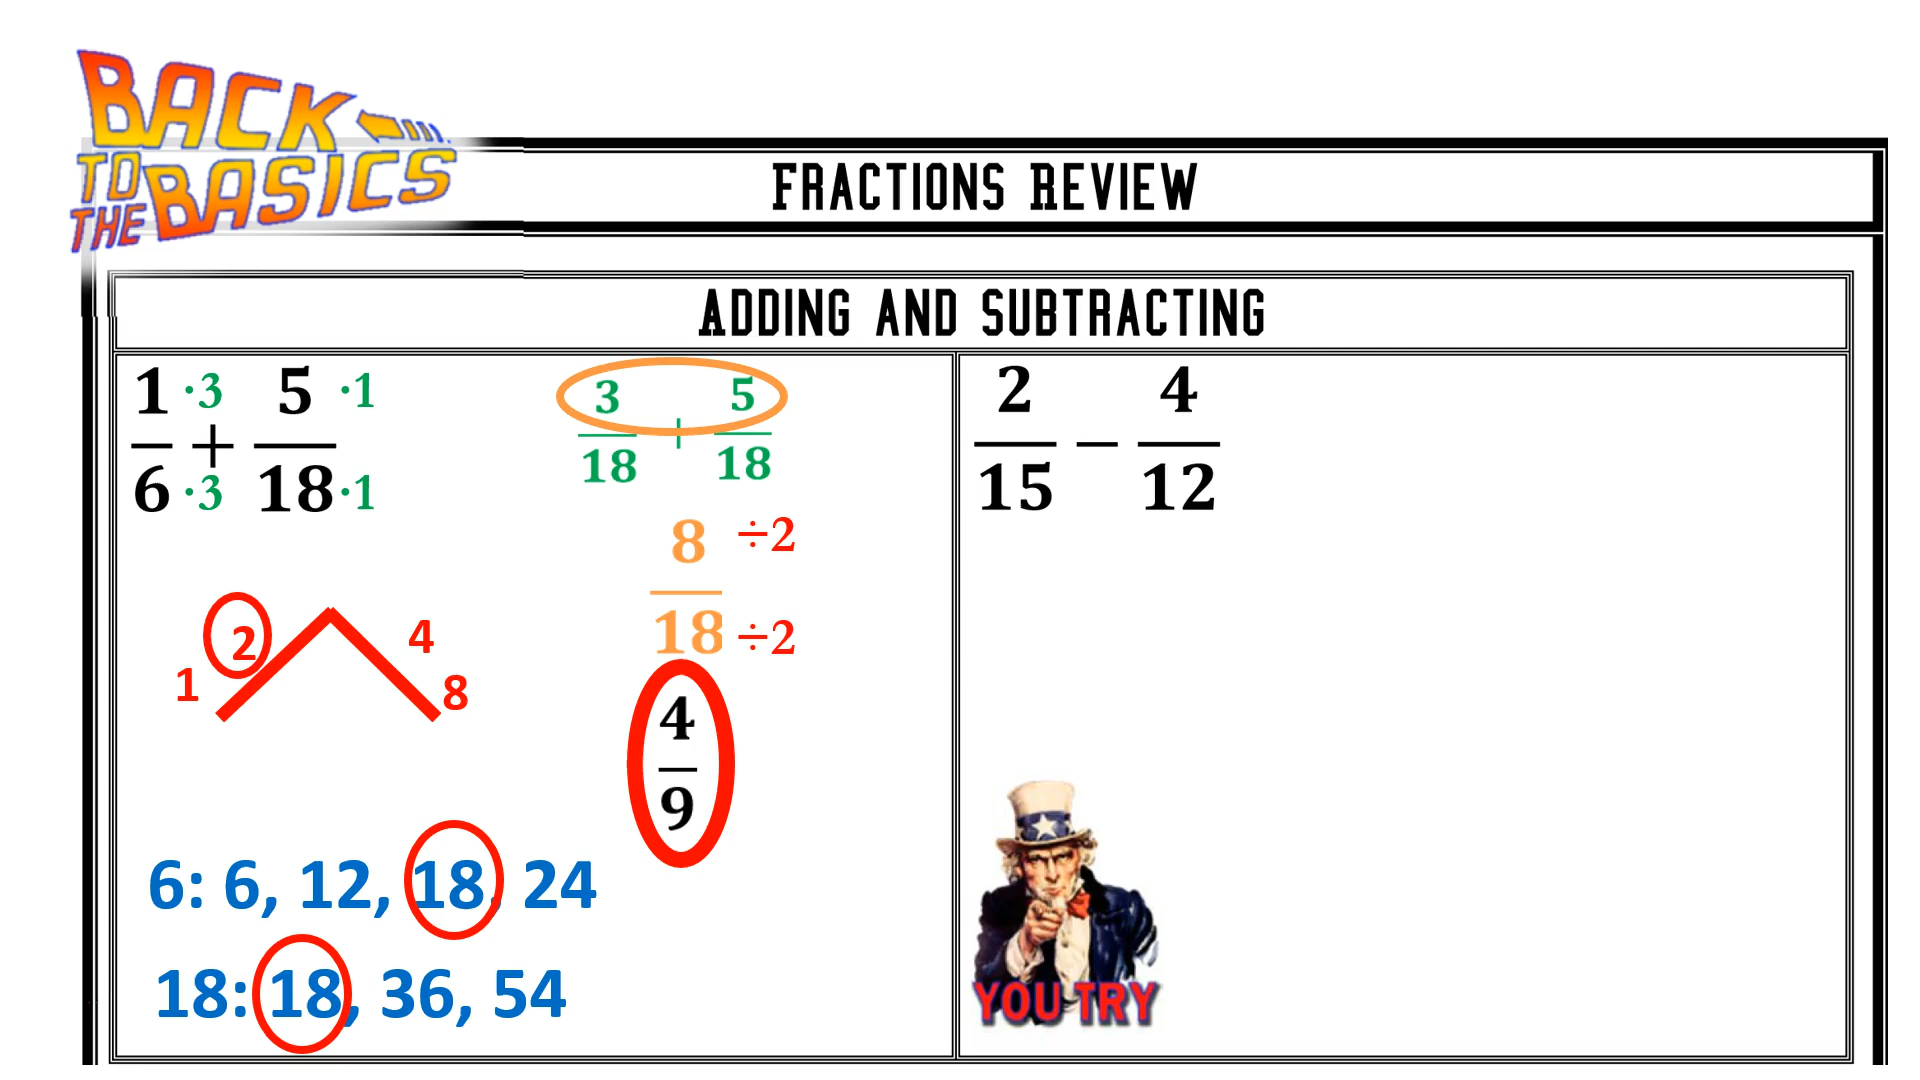 BACK
TO
THE BASICS
FRACTIONS REVIEW
ADDING AND SUBTRACTING
1 ·3 5 ·1
+
6 ·3 18 ·1
3 5
+
18 18
8 ÷2
18 ÷2
4
9
2 4
1 8
6: 6, 12, 18, 24
18: 18, 36, 54
2 4
−
15 12
YOU TRY